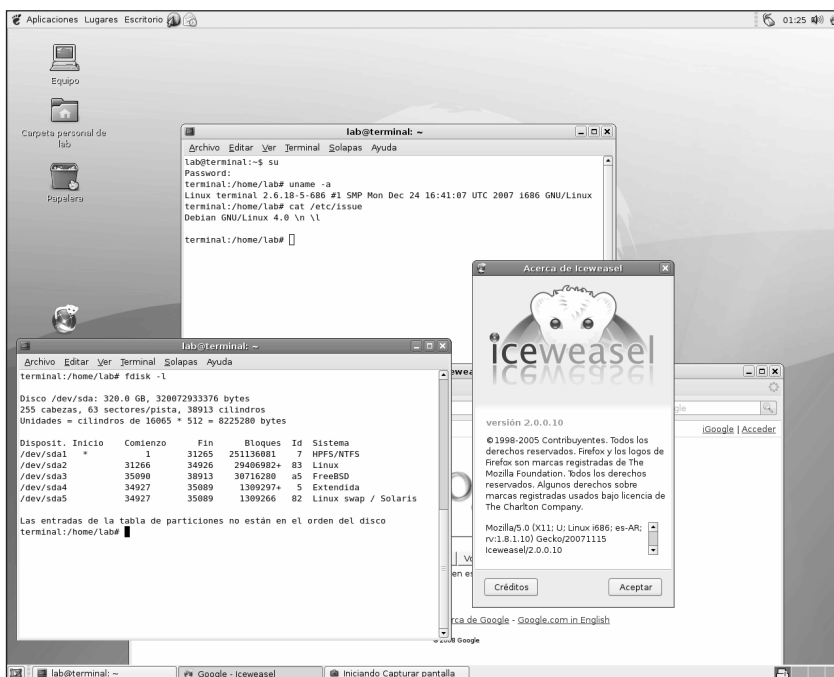 Aplicaciones Lugares Escritorio
01:25
Equipo
Carpeta personal de
lab
Papelera
lab@terminal: ~
Archivo Editar Ver Terminal Solapas Ayuda
lab@terminal:~$ su
Password:
terminal:/home/lab# uname -a
Linux terminal 2.6.18-5-686 #1 SMP Mon Dec 24 16:41:07 UTC 2007 i686 GNU/Linux
terminal:/home/lab# cat /etc/issue
Debian GNU/Linux 4.0 \n \l
terminal:/home/lab#
Acerca de Iceweasel
iceweasel
versión 2.0.0.10
©1998-2005 Contribuyentes. Todos los
derechos reservados. Firefox y los logos de
Firefox son marcas registradas de The
Mozilla Foundation. Todos los derechos
reservados. Algunos derechos sobre
marcas registradas usados bajo licencia de
The Charlton Company.
Mozilla/5.0 (X11; U; Linux i686; es-AR;
rv:1.8.1.10) Gecko/20071115
Iceweasel/2.0.0.10
Créditos Aceptar
lab@terminal: ~
Archivo Editar Ver Terminal Solapas Ayuda
terminal:/home/lab# fdisk -l
Disco /dev/sda: 320.0 GB, 320072933376 bytes
255 cabezas, 63 sectores/pista, 38913 cilindros
Unidades = cilindros de 16065 * 512 = 8225280 bytes
Disposit. Inicio Comienzo Fin Bloques Id Sistema
/dev/sda1 * 1 31265 251136081 7 HPFS/NTFS
/dev/sda2 31266 34926 29406982+ 83 Linux
/dev/sda3 35090 38913 30716280 a5 FreeBSD
/dev/sda4 34927 35089 1309297+ 5 Extendida
/dev/sda5 34927 35089 1309266 82 Linux swap / Solaris
Las entradas de la tabla de particiones no están en el orden del disco
terminal:/home/lab#
iGoogle | Acceder
rca de Google - Google.com in English
Google
lab@terminal: ~
Google - Iceweasel
Iniciando Capturar pantalla